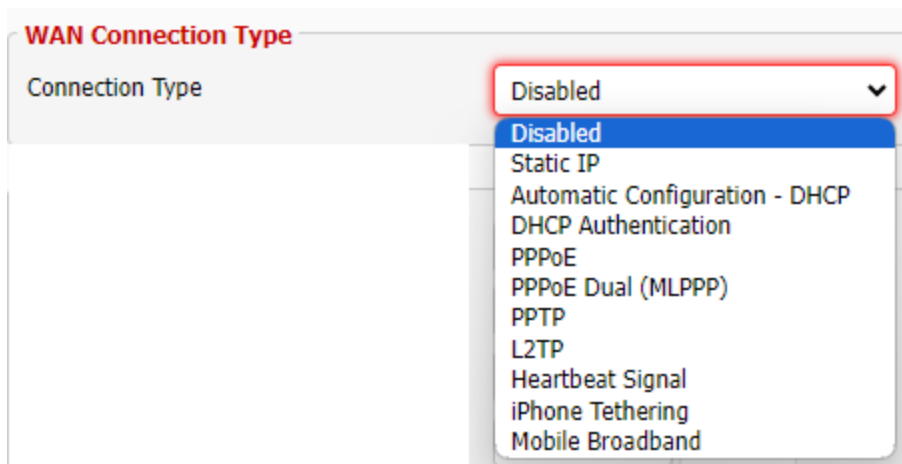 WAN Connection Type
Connection Type
Disabled
Disabled
Static IP
Automatic Configuration - DHCP
DHCP Authentication
PPPoE
PPPoE Dual (MLPPP)
PPTP
L2TP
Heartbeat Signal
iPhone Tethering
Mobile Broadband